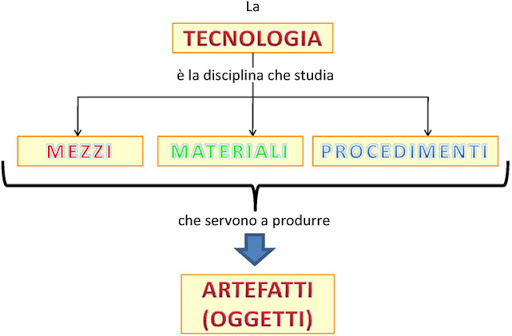 La
TECNOLOGIA
è la disciplina che studia
MEZZI
MATERIALI
PROCEDIMENTI
che servono a produrre
ARTEFATTI
(OGGETTI)